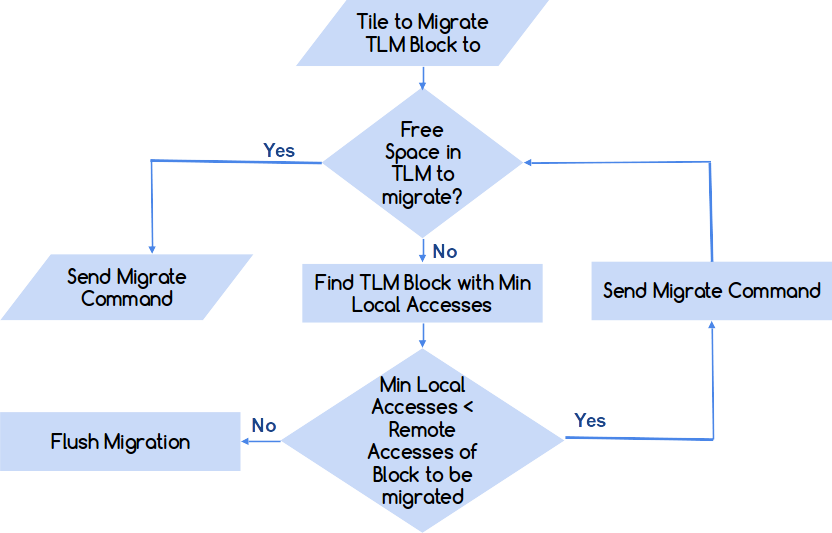 Tile to Migrate
TLM Block to
Free
Space in
TLM to
migrate?
Yes
Send Migrate
Command
No
Find TLM Block with Min
Local Accesses
Send Migrate Command
Min Local
Accesses <
Remote
Accesses of
Block to be
migrated
No
Flush Migration
Yes